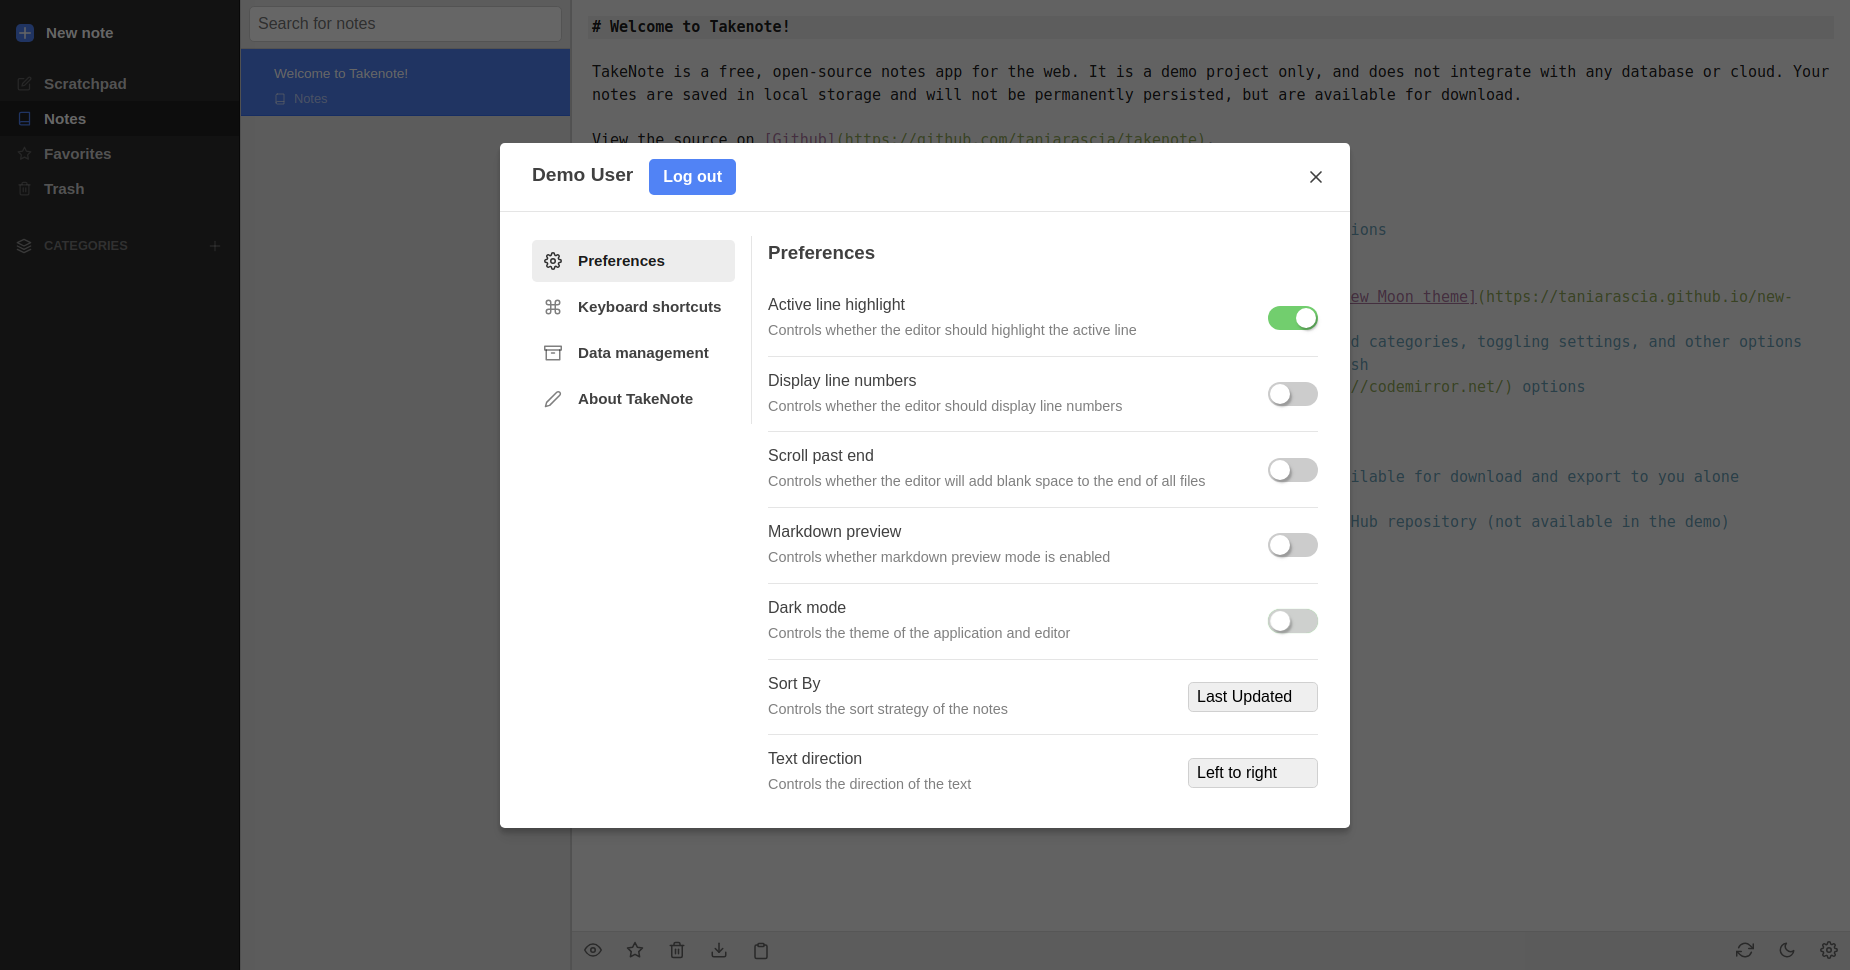 New note
Scratchpad
Notes
Favorites
Trash
CATEGORIES
Search for notes
Welcome to Takenote!
Notes
# Welcome to Takenote!
TakeNote is a free, open-source notes app for the web. It is a demo project only, and does not integrate with any database or cloud. Your
notes are saved in local storage and will not be permanently persisted, but are available for download.
View the source on [Github](https://github.com/taniarascia/takenote).
ions
ew Moon theme](https://taniarascia.github.io/new-
d categories, toggling settings, and other options
sh
//codemirror.net/) options
ilable for download and export to you alone
Hub repository (not available in the demo)
Demo User
Log out
Preferences
Keyboard shortcuts
Data management
About TakeNote
Preferences
Active line highlight
Controls whether the editor should highlight the active line
Display line numbers
Controls whether the editor should display line numbers
Scroll past end
Controls whether the editor will add blank space to the end of all files
Markdown preview
Controls whether markdown preview mode is enabled
Dark mode
Controls the theme of the application and editor
Sort By
Controls the sort strategy of the notes
Last Updated
Text direction
Controls the direction of the text
Left to right